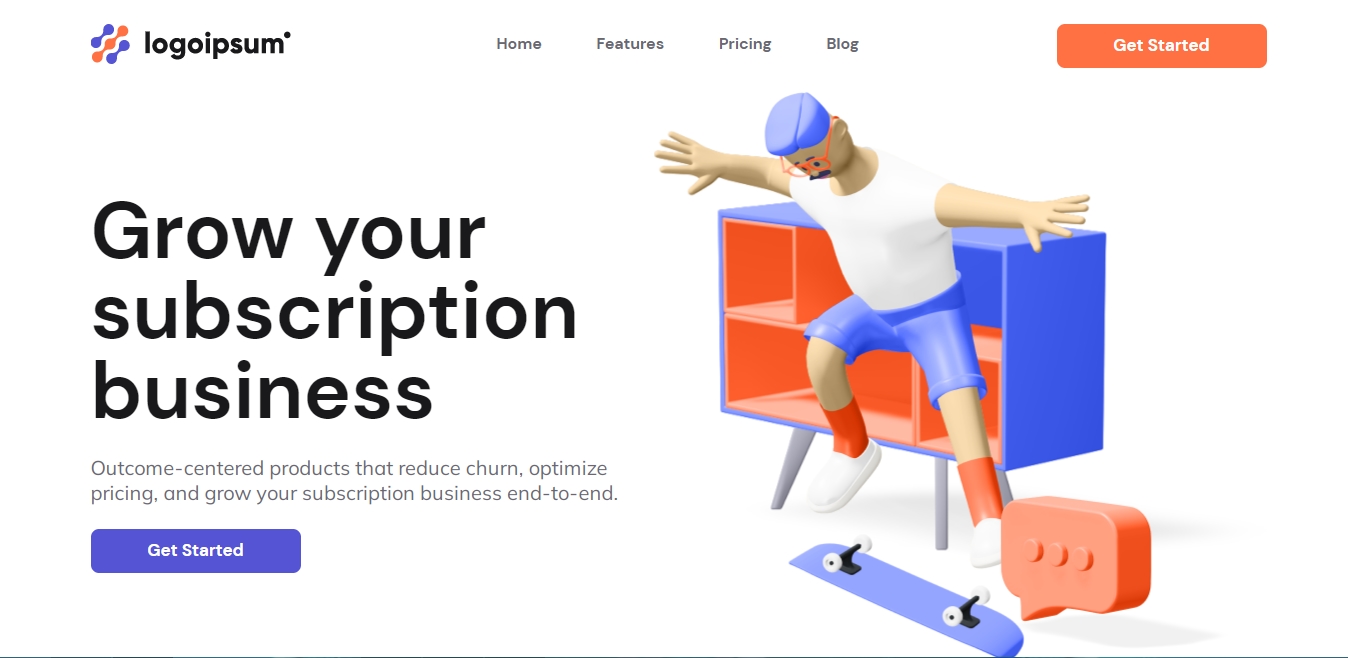 logoipsum
Home Features Pricing Blog
Get Started
Grow your
subscription
business
Outcome-centered products that reduce churn, optimize
pricing, and grow your subscription business end-to-end.
Get Started